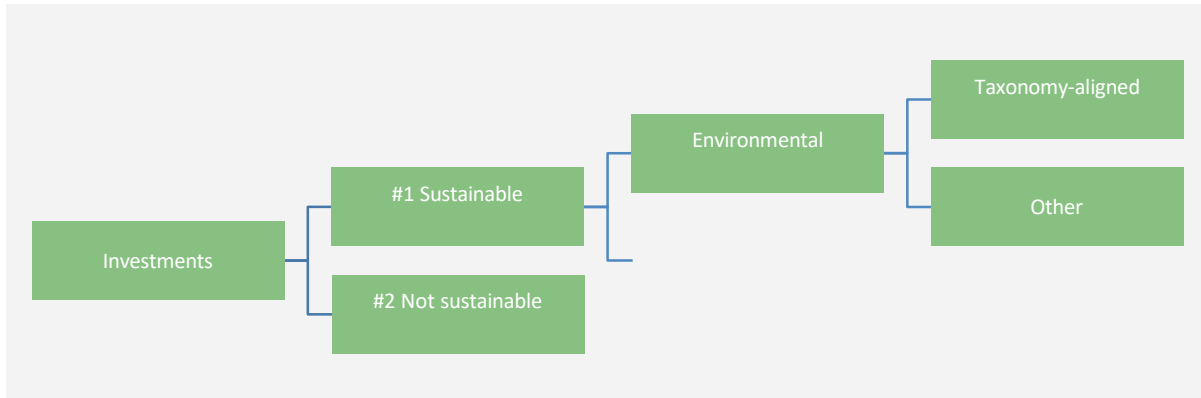 Taxonomy-aligned
Environmental
#1 Sustainable
Other
Investments
#2 Not sustainable